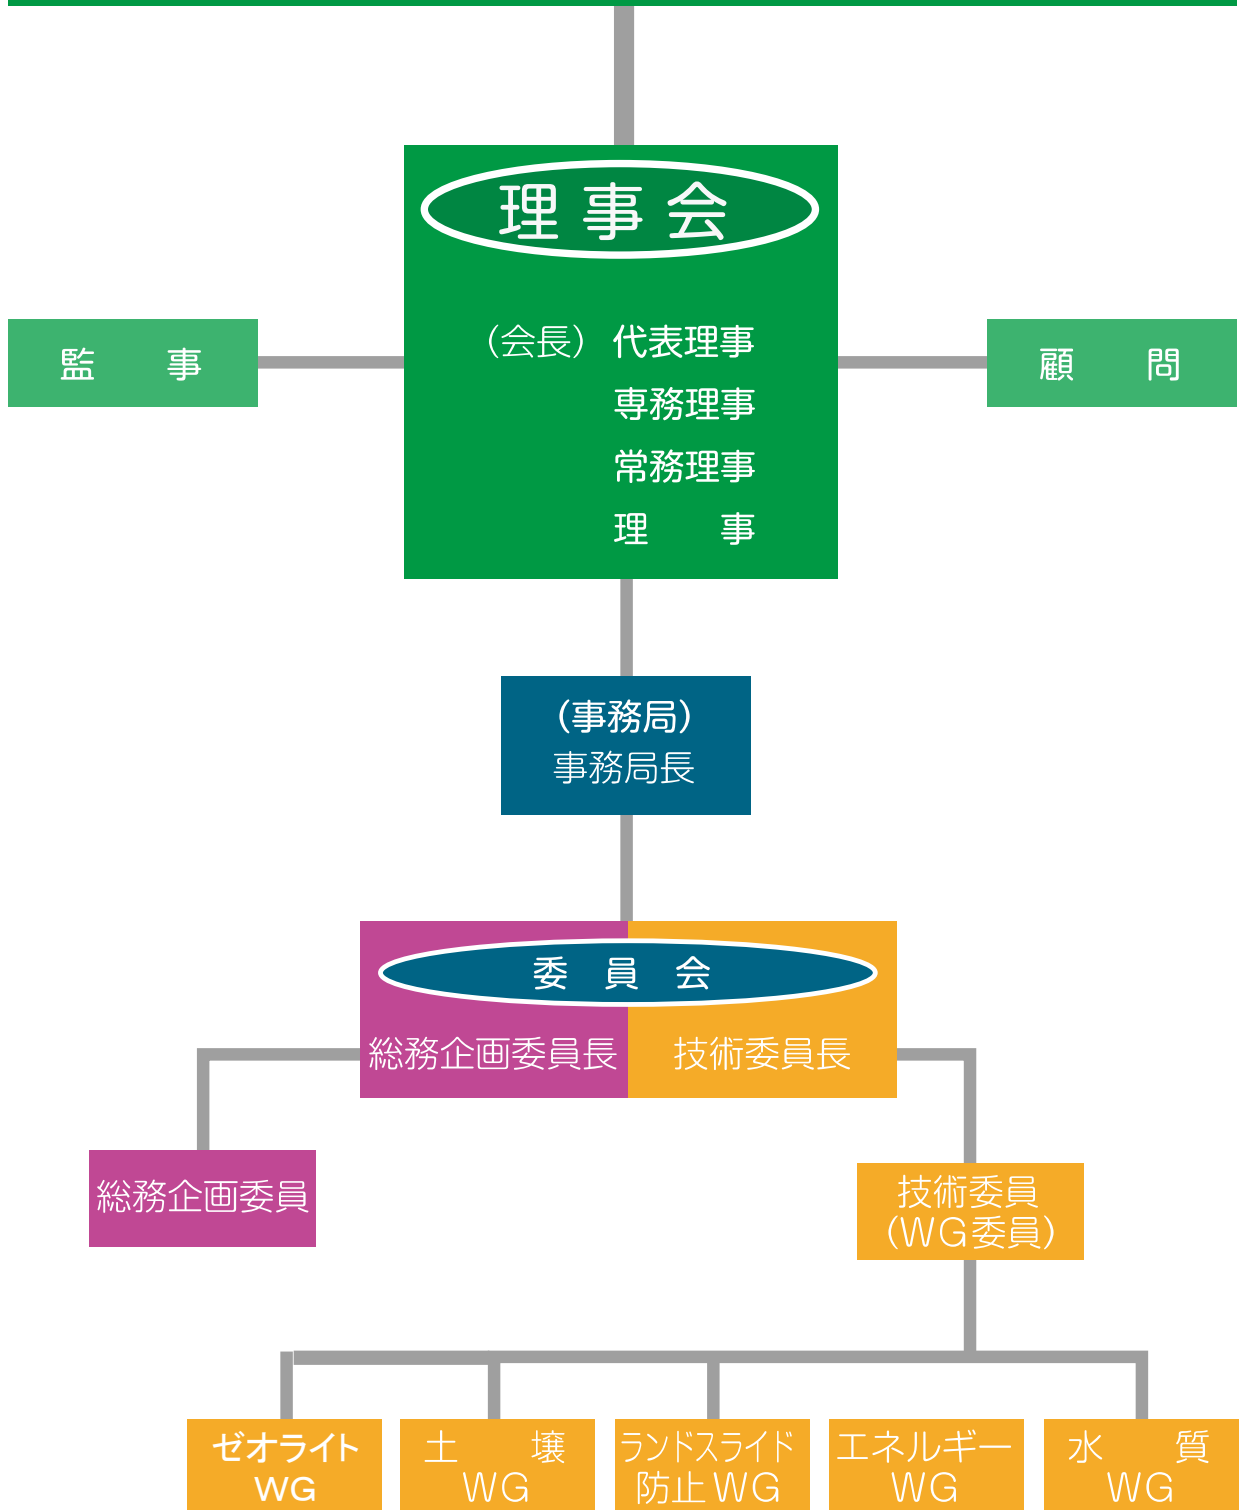 理事会
（会長）代表理事
監　　事
顧　　問
専務理事
常務理事
理　　事
（事務局）
事務局長
委　員　会
総務企画委員長
技術委員長
総務企画委員
技術委員
（WG委員）
ゼオライト
WG
土　　壌
WG
ランドスライド
防止WG
エネルギー
WG
水　　質
WG